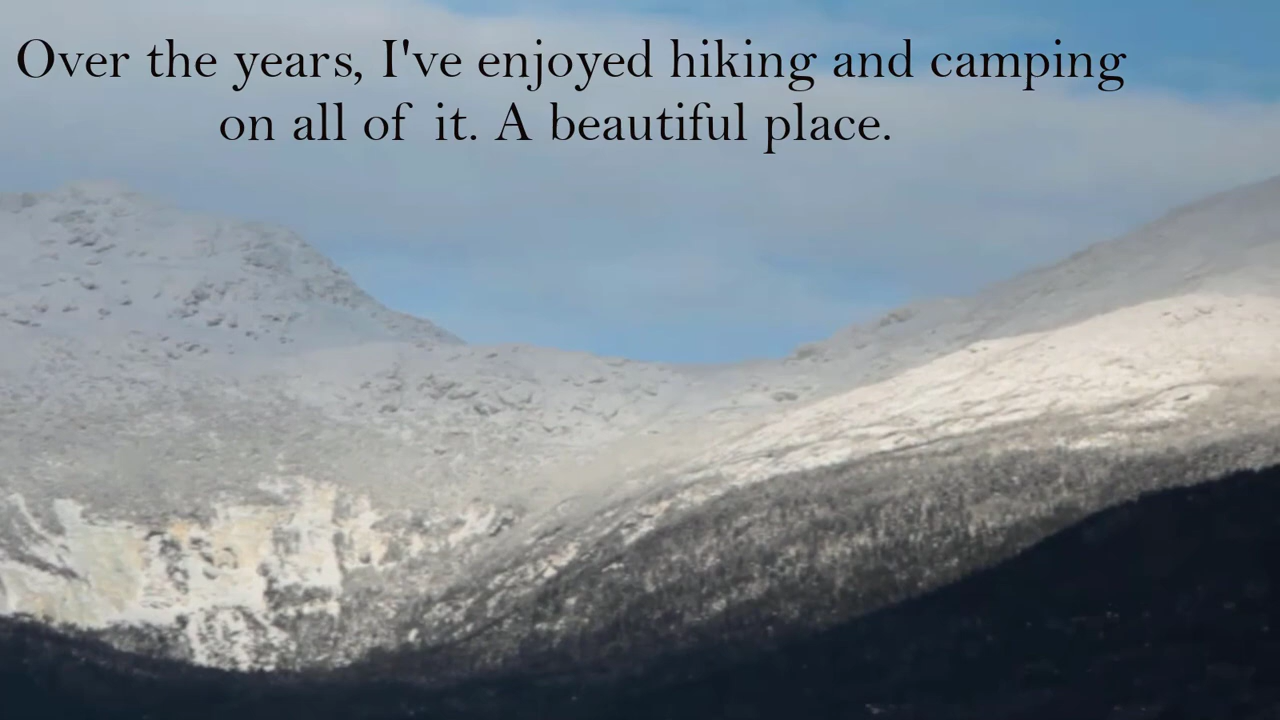 Over the years, I've enjoyed hiking and camping
on all of it. A beautiful place.